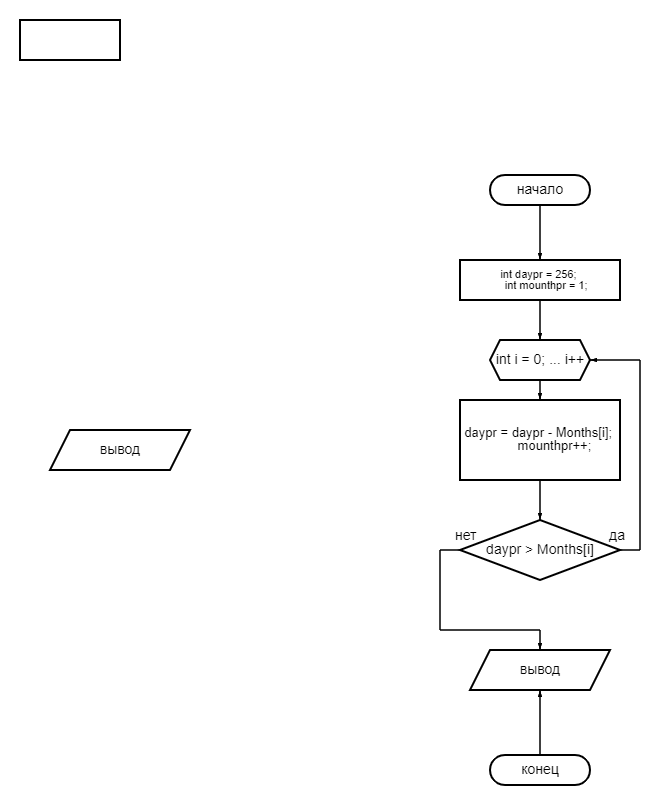 начало
int daypr = 256;
int mounthpr = 1;
int i = 0; ... i++
daypr = daypr - Months[i];
mounthpr++;
вывод
нет
да
daypr > Months[i]
вывод
конец